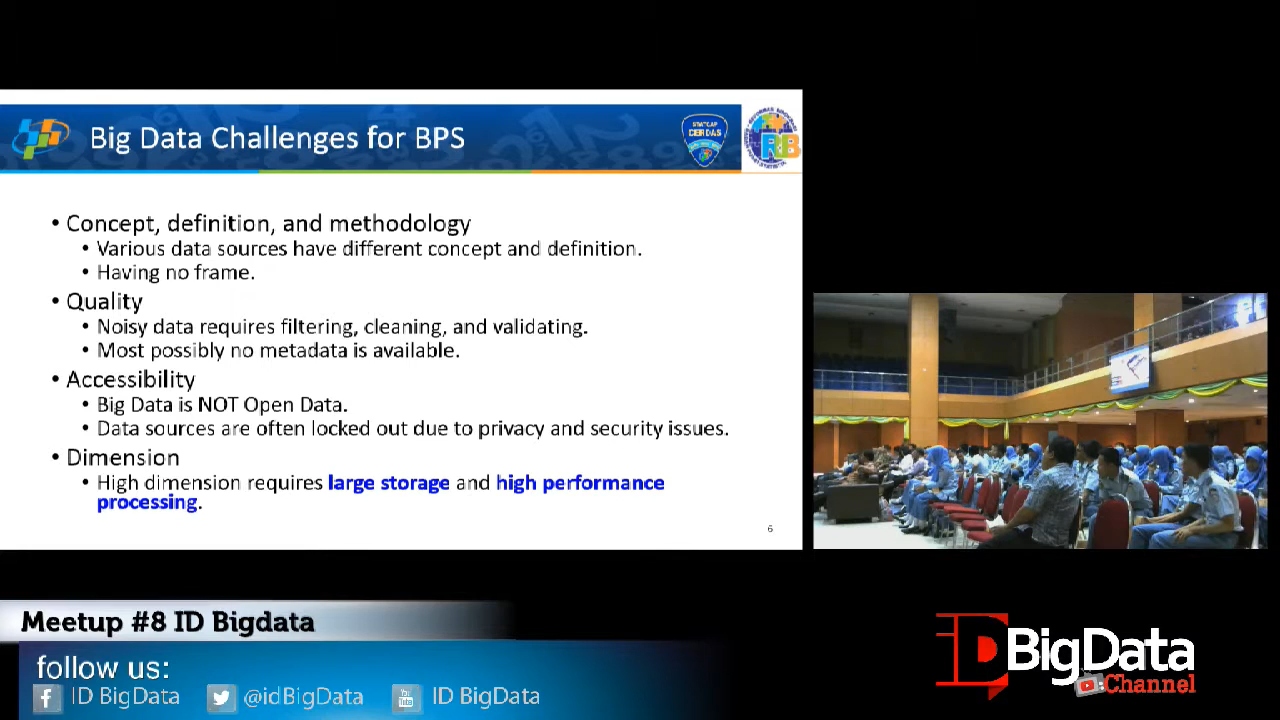 Big Data Challenges for BPS
STATCAP
CERDAS
RB
• Concept, definition, and methodology
• Various data sources have different concept and definition.
• Having no frame.
• Quality
• Noisy data requires filtering, cleaning, and validating.
• Most possibly no metadata is available.
• Accessibility
• Big Data is NOT Open Data.
• Data sources are often locked out due to privacy and security issues.
• Dimension
• High dimension requires large storage and high performance
processing.
6
Meetup #8 ID Bigdata
follow us:
ID BigData
@idBigData
ID BigData
ID BigData
Channel